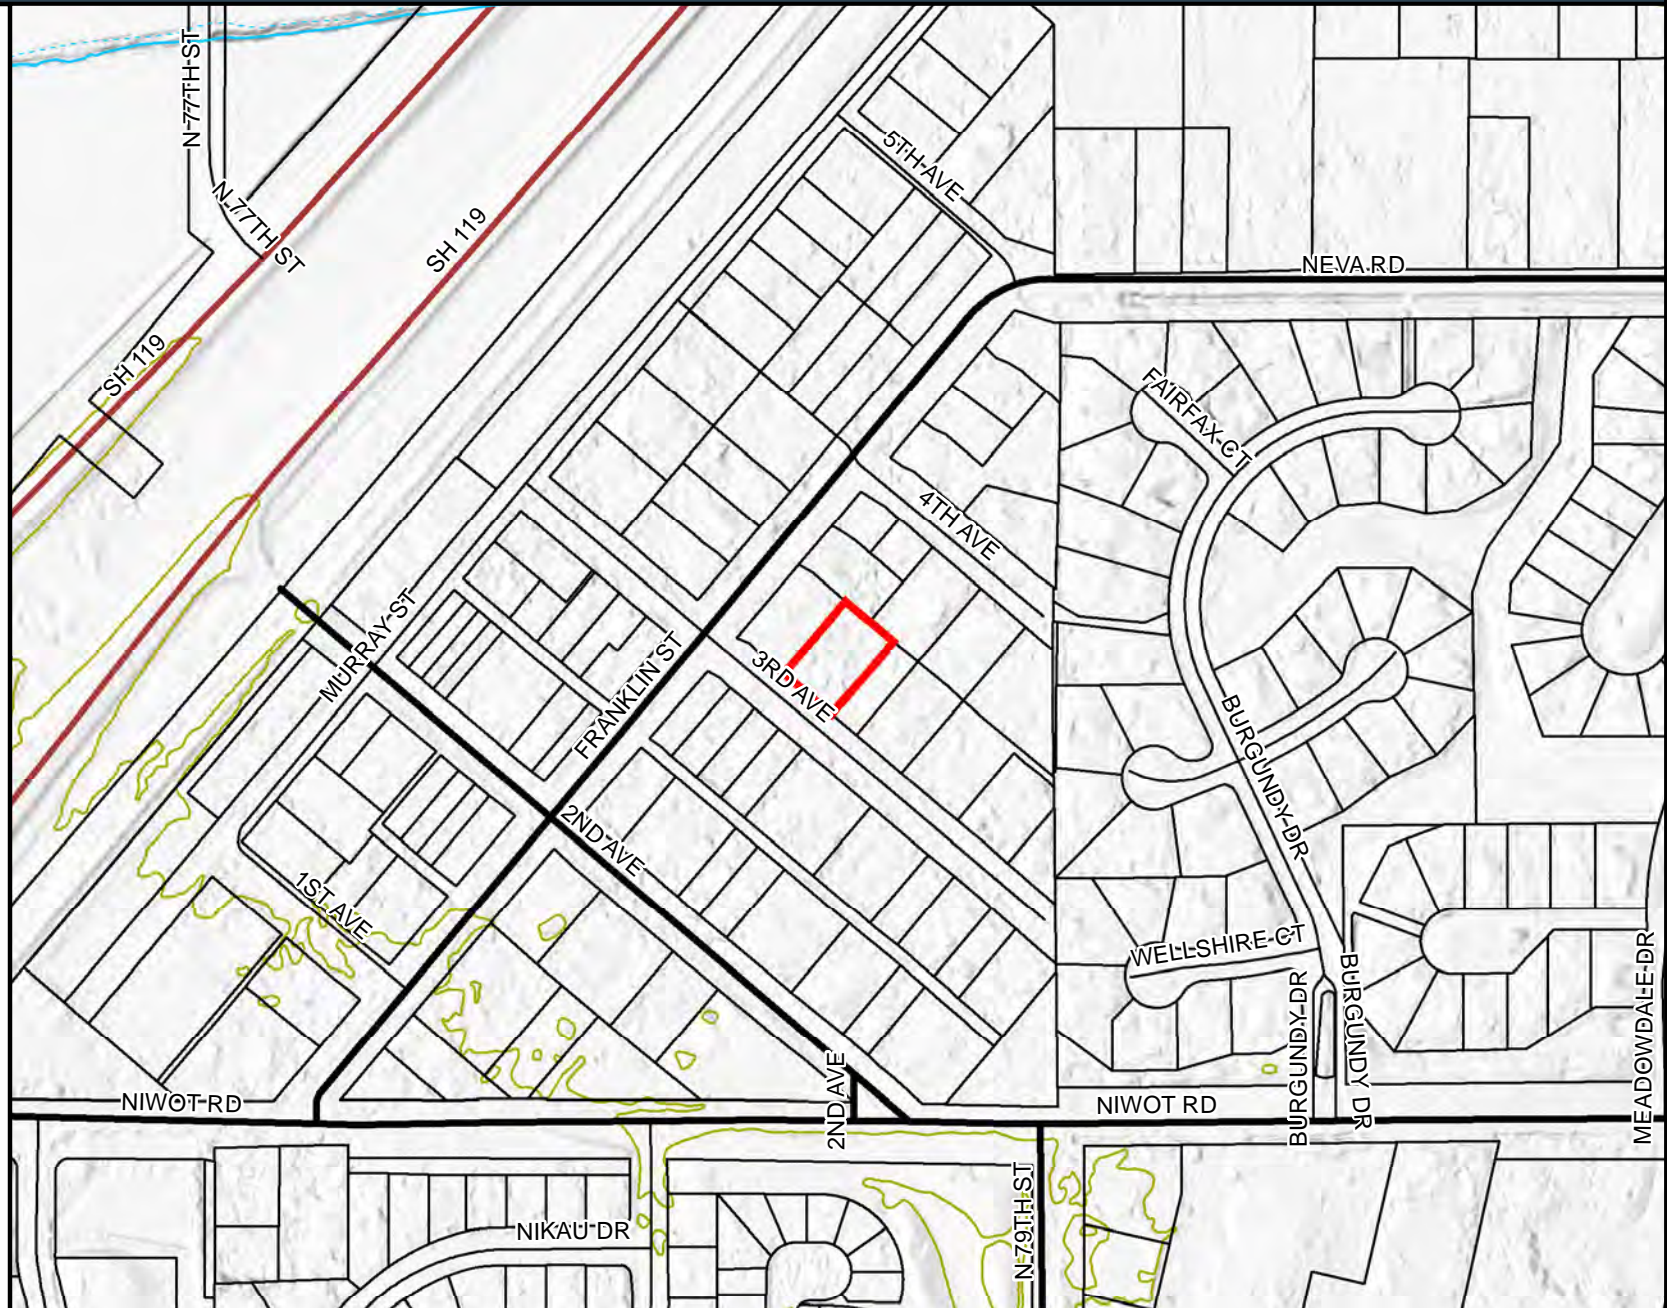 N 77TH ST
5TH AVE
N 77TH ST
SH 119
NEVA RD
SH 119
FAIRFAX CT
4TH AVE
MURRAY ST
FRANKLIN ST
3RD AVE
BURGUNDY DR
2ND AVE
1ST AVE
WELLSHIRE CT
BURGUNDY DR
BURGUNDY DR
MEADOWDALE DR
NIWOT RD
2ND AVE
NIWOT RD
N 79TH ST
NIKAU DR